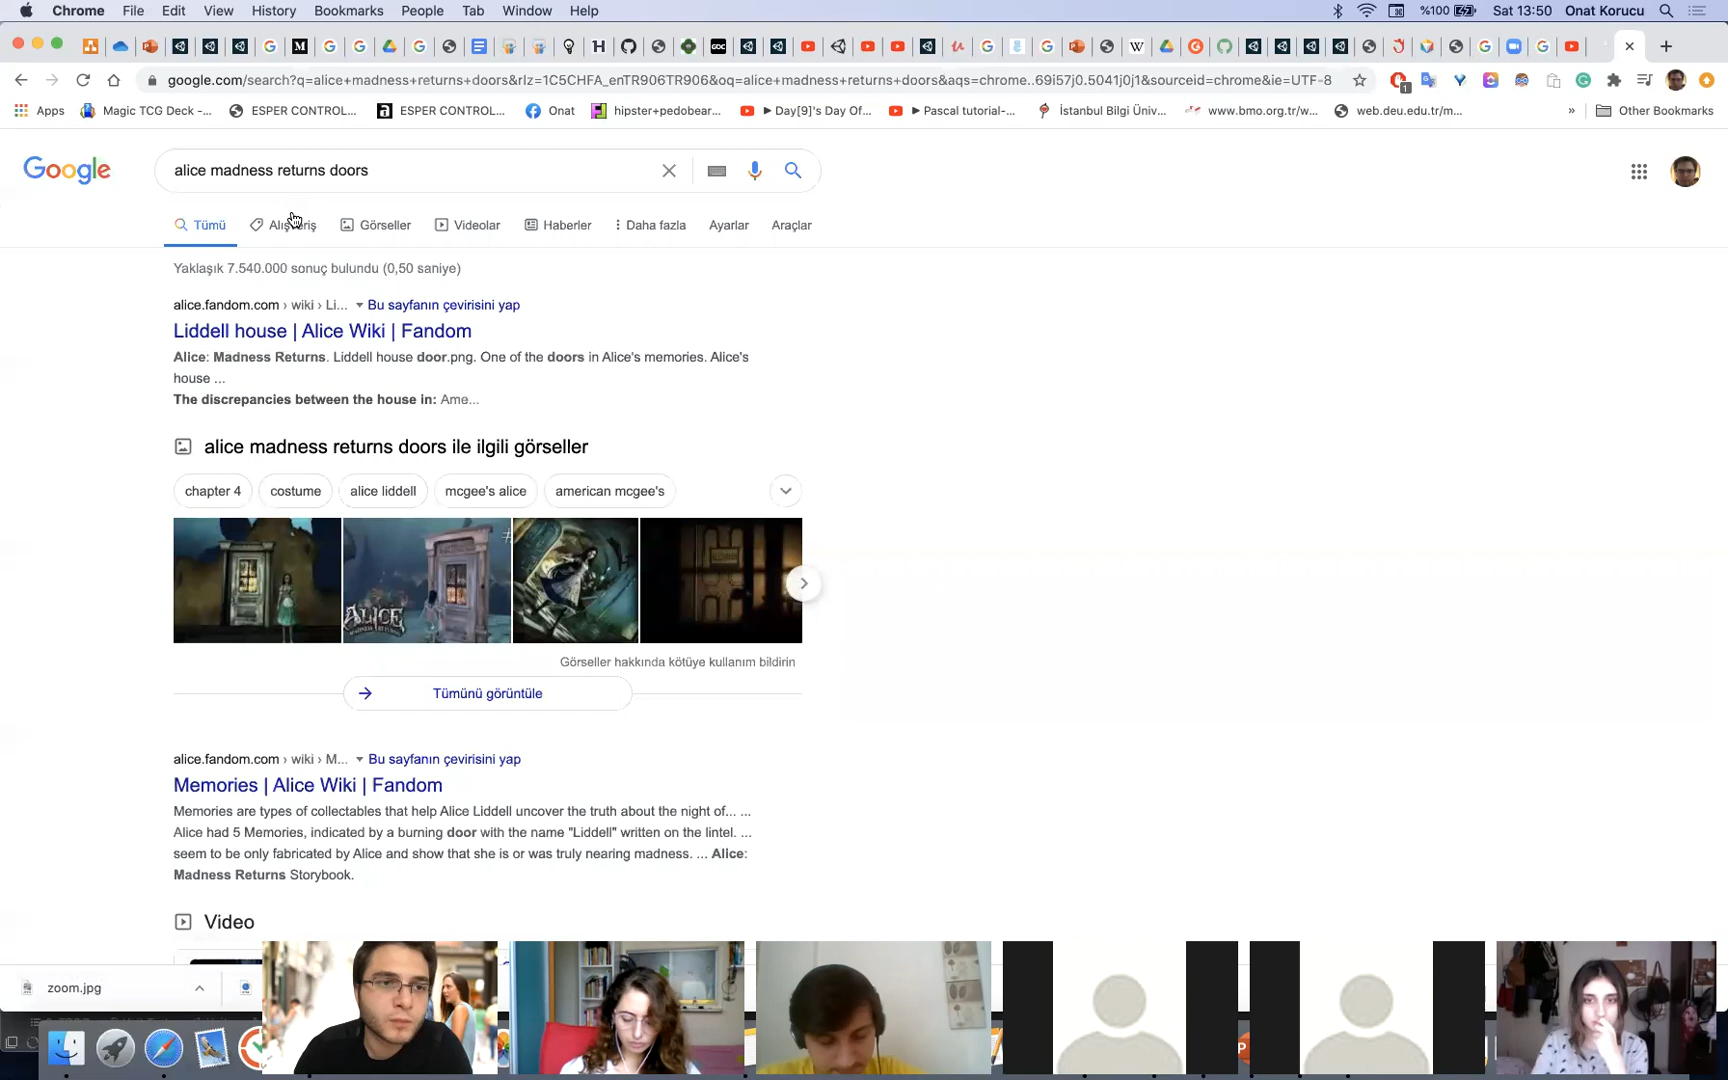 Chrome File Edit View History Bookmarks People Tab Window Help %100 Sat 13:50 Onat Korucu
google.com/search?q=alice+madness+returns+doors&rlz=1C5CHFA_enTR906TR906&oq=alice+madness+returns+doors&aqs=chrome..69i57j0.5041j0j1&sourceid=chrome&ie=UTF-8
Apps Magic TCG Deck -... ESPER CONTROL... ESPER CONTROL... Onat hipster+pedobear... ►Day[9]'s Day Of... ►Pascal tutorial-... İstanbul Bilgi Üniv... www.bmo.org.tr/w... web.deu.edu.tr/m... » Other Bookmarks
Google alice madness returns doors
Tümü Alışveriş Görseller Videolar Haberler Daha fazla Ayarlar Araçlar
Yaklaşık 7.540.000 sonuç bulundu (0,50 saniye)
alice.fandom.com › wiki › Li... Bu sayfanın çevirisini yap
Liddell house | Alice Wiki | Fandom
Alice: Madness Returns. Liddell house door.png. One of the doors in Alice's memories. Alice's
house ...
The discrepancies between the house in: Ame...
alice madness returns doors ile ilgili görseller
chapter 4 costume alice liddell mcgee's alice american mcgee's
ALICE
Görseller hakkında kötüye kullanım bildirin
Tümünü görüntüle
alice.fandom.com › wiki › M... Bu sayfanın çevirisini yap
Memories | Alice Wiki | Fandom
Memories are types of collectables that help Alice Liddell uncover the truth about the night of... ...
Alice had 5 Memories, indicated by a burning door with the name "Liddell" written on the lintel. ...
seem to be only fabricated by Alice and show that she is or was truly nearing madness. ... Alice:
Madness Returns Storybook.
Video
zoom.jpg